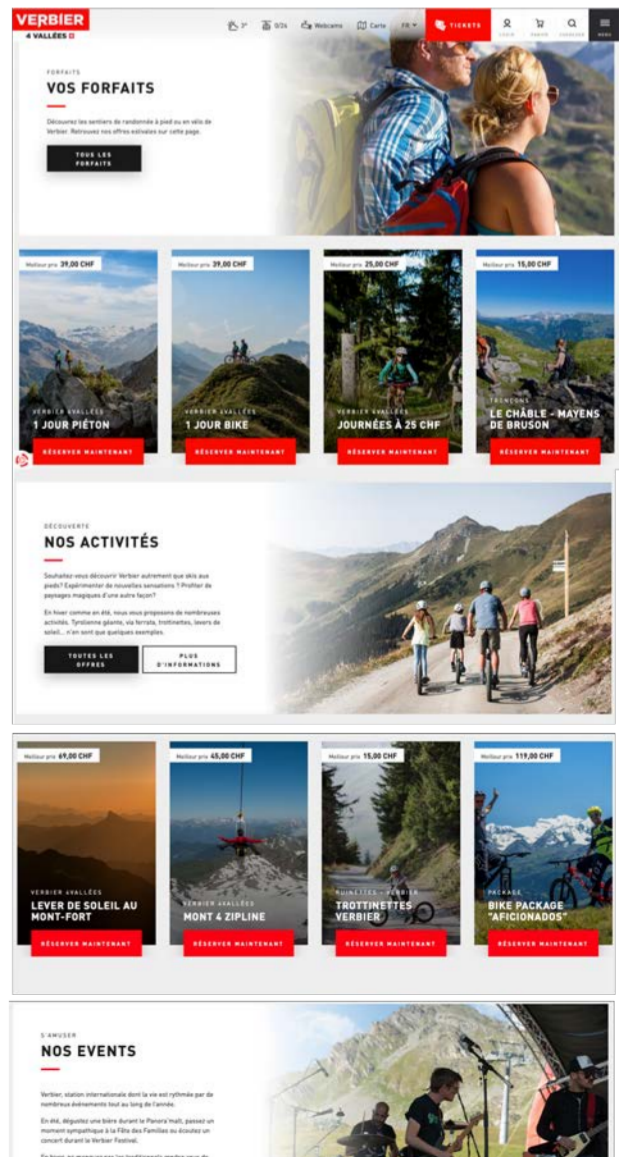 VERBIER
4 VALLÉES
3° 0/26 Webcams Carte FR TICKETS LOGIN PANIER CHERCHER MENU
FORFAITS
VOS FORFAITS
Découvrez les sentiers de randonnée à pied ou en vélo de
Verbier. Retrouvez nos offres estivales sur cette page.
TOUS LES
FORFAITS
Meilleur prix 39,00 CHF
VERBIER 4VALLÉES
1 JOUR PIÉTON
RÉSERVER MAINTENANT
Meilleur prix 39,00 CHF
VERBIER 4VALLÉES
1 JOUR BIKE
RÉSERVER MAINTENANT
Meilleur prix 25,00 CHF
VERBIER 4VALLÉES
JOURNÉES À 25 CHF
RÉSERVER MAINTENANT
Meilleur prix 15,00 CHF
TRONÇONS
LE CHÂBLE - MAYENS
DE BRUSON
RÉSERVER MAINTENANT
DÉCOUVERTE
NOS ACTIVITÉS
Souhaitez-vous découvrir Verbier autrement que skis aux
pieds? Expérimenter de nouvelles sensations ? Profiter de
paysages magiques d'une autre façon?
En hiver comme en été, nous vous proposons de nombreuses
activités. Tyrolienne géante, via ferrata, trottinettes, levers de
soleil... n'en sont que quelques exemples.
TOUTES LES
OFFRES
PLUS
D'INFORMATIONS
Meilleur prix 69,00 CHF
VERBIER 4VALLÉES
LEVER DE SOLEIL AU
MONT-FORT
RÉSERVER MAINTENANT
Meilleur prix 45,00 CHF
VERBIER 4VALLÉES
MONT 4 ZIPLINE
RÉSERVER MAINTENANT
Meilleur prix 15,00 CHF
RUINETTES - VERBIER
TROTTINETTES
VERBIER
RÉSERVER MAINTENANT
Meilleur prix 119,00 CHF
PACKAGE
BIKE PACKAGE
"AFICIONADOS"
RÉSERVER MAINTENANT
S'AMUSER
NOS EVENTS
Verbier, station internationale dont la vie est rythmée par de
nombreux événements tout au long de l'année.
En été, dégustez une bière durant le Panora'malt, passez un
moment sympathique à la Fête des Familles ou écoutez un
concert durant le Verbier Festival.